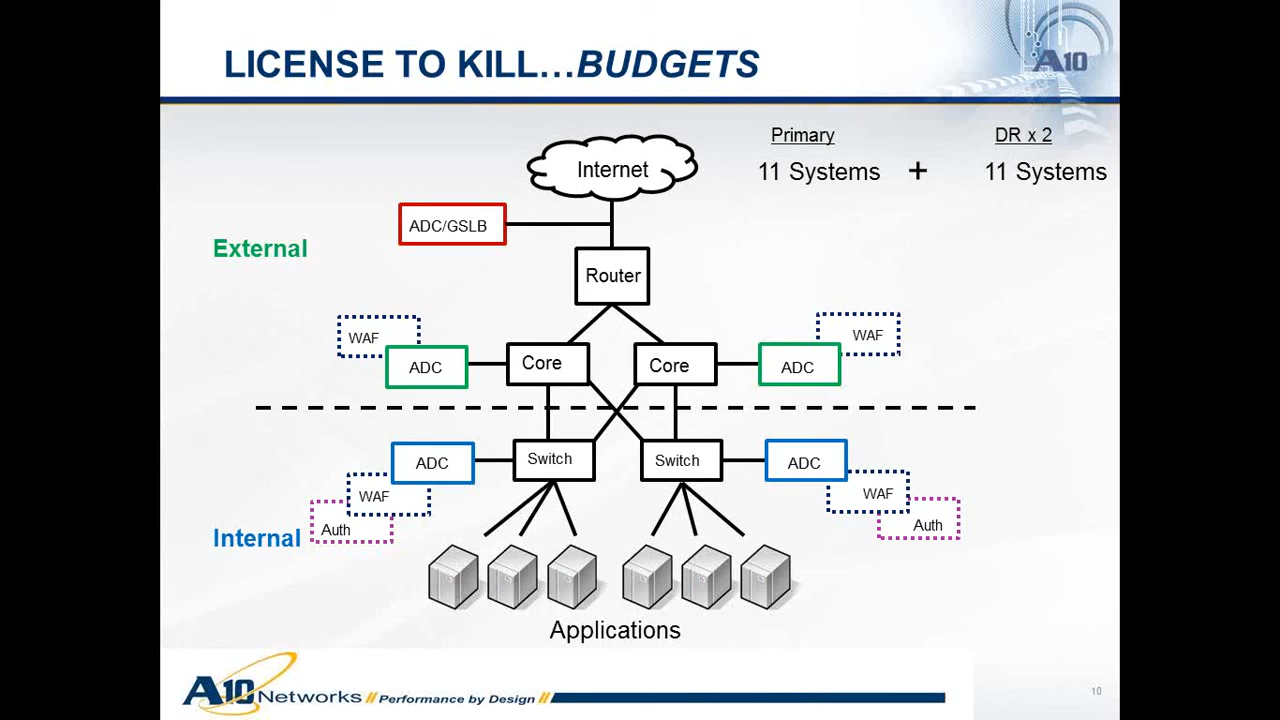 LICENSE TO KILL...BUDGETS
A10
Primary
DR x 2
11 Systems + 11 Systems
Internet
ADC/GSLB
External
Router
WAF
WAF
ADC
Core
Core
ADC
ADC
Switch
Switch
ADC
WAF
WAF
Auth
Auth
Internal
Applications
A10 Networks // Performance by Design //
10